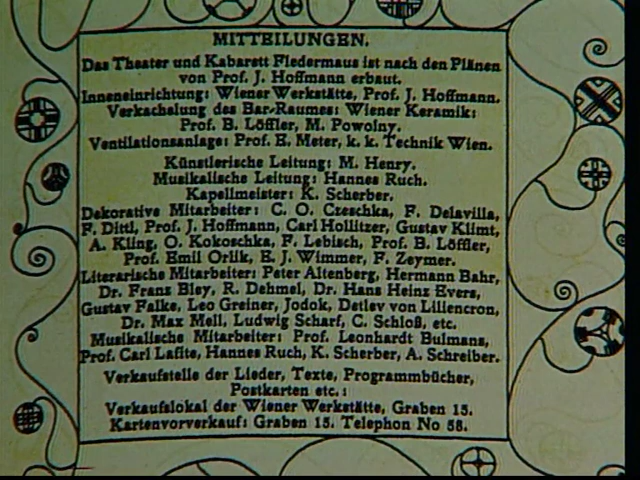 MITTEILUNGEN.
Das Theater und Kabarett Fledermaus ist nach den Plänen
von Prof. J. Hoffmann erbaut.
Inneneinrichtung: Wiener Werkstätte, Prof. J. Hoffmann.
Verkachelung des Bar-Raumes: Wiener Keramik:
Prof. B. Löffler, M. Powolny.
Ventilationsanlage: Prof. E. Meter, k. k. Technik Wien.
Künstlerische Leitung: M. Henry.
Musikalische Leitung: Hannes Ruch.
Kapellmeister: K. Scherber.
Dekorative Mitarbeiter: C. O. Czeschka, F. Delavilla,
F. Dittl, Prof. J. Hoffmann, Carl Hollitzer, Gustav Klimt,
A. Kling, O. Kokoschka, F. Lebisch, Prof. B. Löffler,
Prof. Emil Orlik, E. J. Wimmer, F. Zeymer.
Literarische Mitarbeiter: Peter Altenberg, Hermann Bahr,
Dr. Franz Bley, R. Dehmel, Dr. Hans Heinz Evers,
Gustav Falke, Leo Greiner, Jodok, Detlev von Liliencron,
Dr. Max Mell, Ludwig Scharf, C. Schloß, etc.
Musikalische Mitarbeiter: Prof. Leonhardt Bulmans,
Prof. Carl Lafite, Hannes Ruch, K. Scherber, A. Schreiber.
Verkaufstelle der Lieder, Texte, Programmbücher,
Postkarten etc.:
Verkaufslokal der Wiener Werkstätte, Graben 15.
Kartenvorverkauf: Graben 15. Telephon No 58.